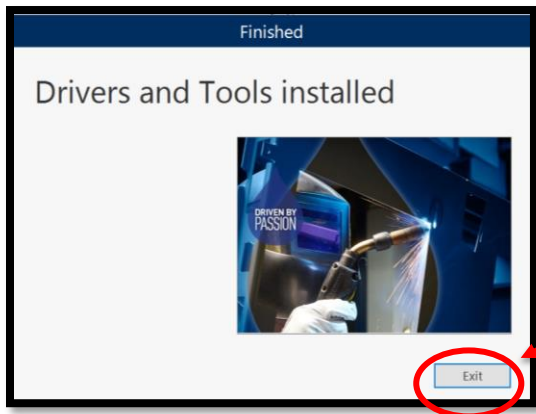 Finished
Drivers and Tools installed
DRIVEN BY
PASSION
Exit